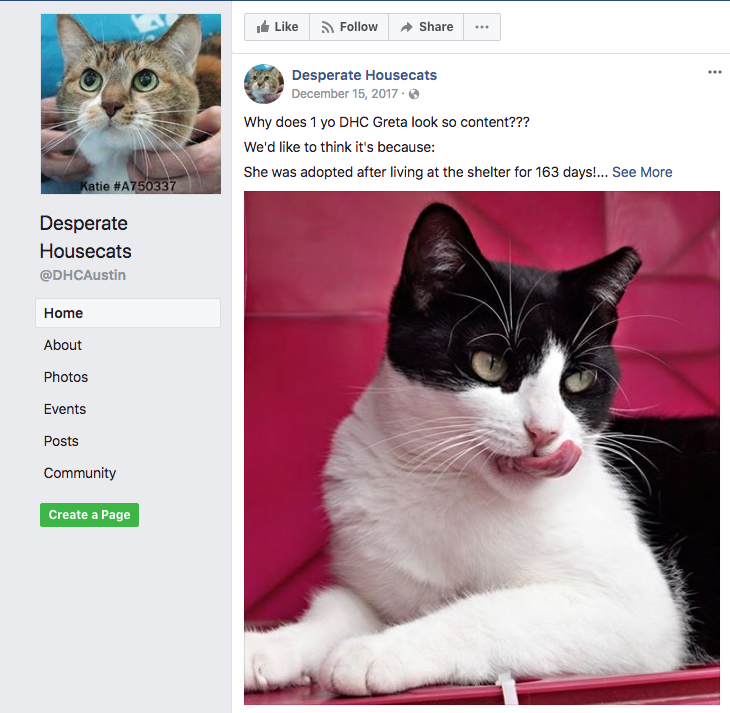 Katie #A750337
Desperate
Housecats
@DHCAustin
Home
About
Photos
Events
Posts
Community
Create a Page
Like
Follow
Share
Desperate Housecats
December 15, 2017 ·
Why does 1 yo DHC Greta look so content???
We'd like to think it's because:
She was adopted after living at the shelter for 163 days!... See More